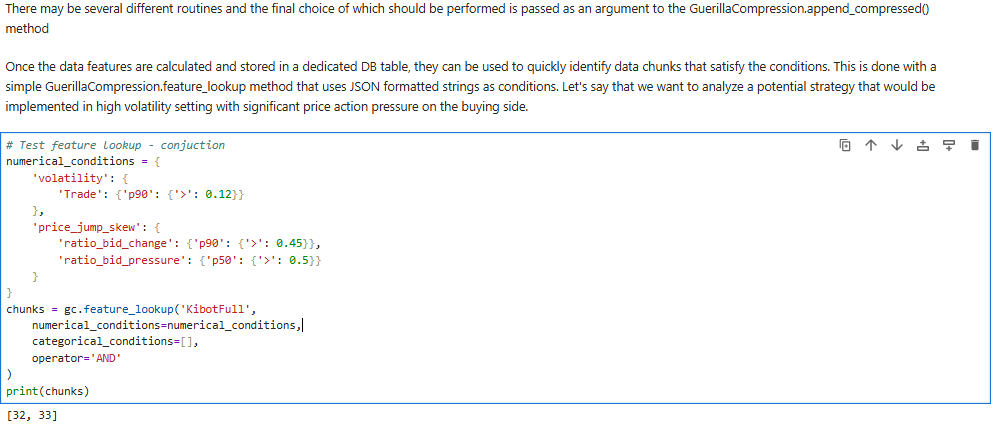 There may be several different routines and the final choice of which should be performed is passed as an argument to the GuerillaCompression.append_compressed()
method
Once the data features are calculated and stored in a dedicated DB table, they can be used to quickly identify data chunks that satisfy the conditions. This is done with a
simple GuerillaCompression.feature_lookup method that uses JSON formatted strings as conditions. Let's say that we want to analyze a potential strategy that would be
implemented in high volatility setting with significant price action pressure on the buying side.
# Test feature lookup - conjuction
numerical_conditions = {
    'volatility': {
        'Trade': {'p90': {'>': 0.12}}
    },
    'price_jump_skew': {
        'ratio_bid_change': {'p90': {'>': 0.45}},
        'ratio_bid_pressure': {'p50': {'>': 0.5}}
    }
}
chunks = gc.feature_lookup('KibotFull',
    numerical_conditions=numerical_conditions,
    categorical_conditions=[],
    operator='AND'
)
print(chunks)
[32, 33]